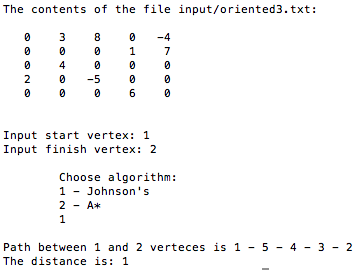 The contents of the file input/oriented3.txt:
0 3 8 0 -4
0 0 0 1 7
0 4 0 0 0
2 0 -5 0 0
0 0 0 6 0
Input start vertex: 1
Input finish vertex: 2
Choose algorithm:
1 - Johnson's
2 - A*
1
Path between 1 and 2 verteces is 1 - 5 - 4 - 3 - 2
The distance is: 1